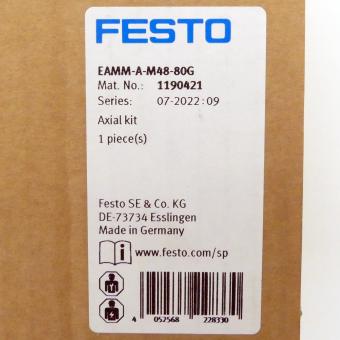 FESTO
EAMM-A-M48-80G
Mat. No.: 1190421
Series: 07-2022:09
Axial kit
1 piece(s)
Festo SE & Co. KG
DE-73734 Esslingen
Made in Germany
www.festo.com/sp
4 052568 228330